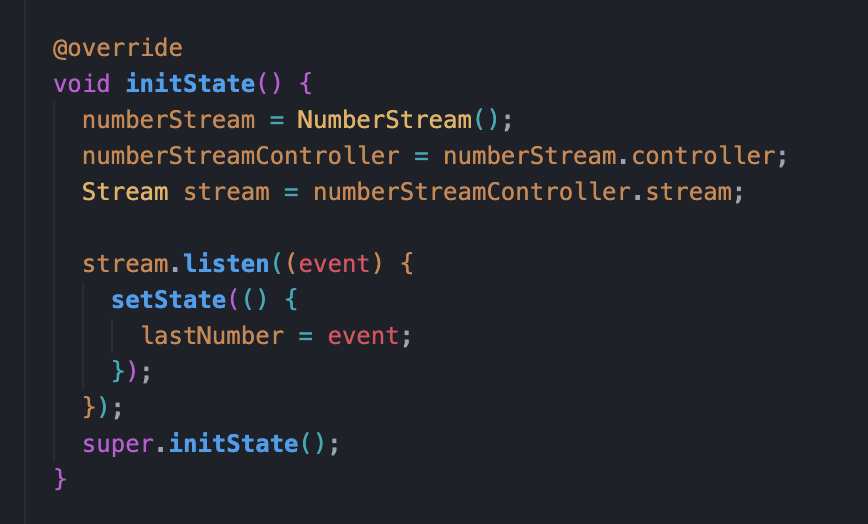 @override
void initState() {
  numberStream = NumberStream();
  numberStreamController = numberStream.controller;
  Stream stream = numberStreamController.stream;

  stream.listen((event) {
    setState(() {
      lastNumber = event;
    });
  });
  super.initState();
}